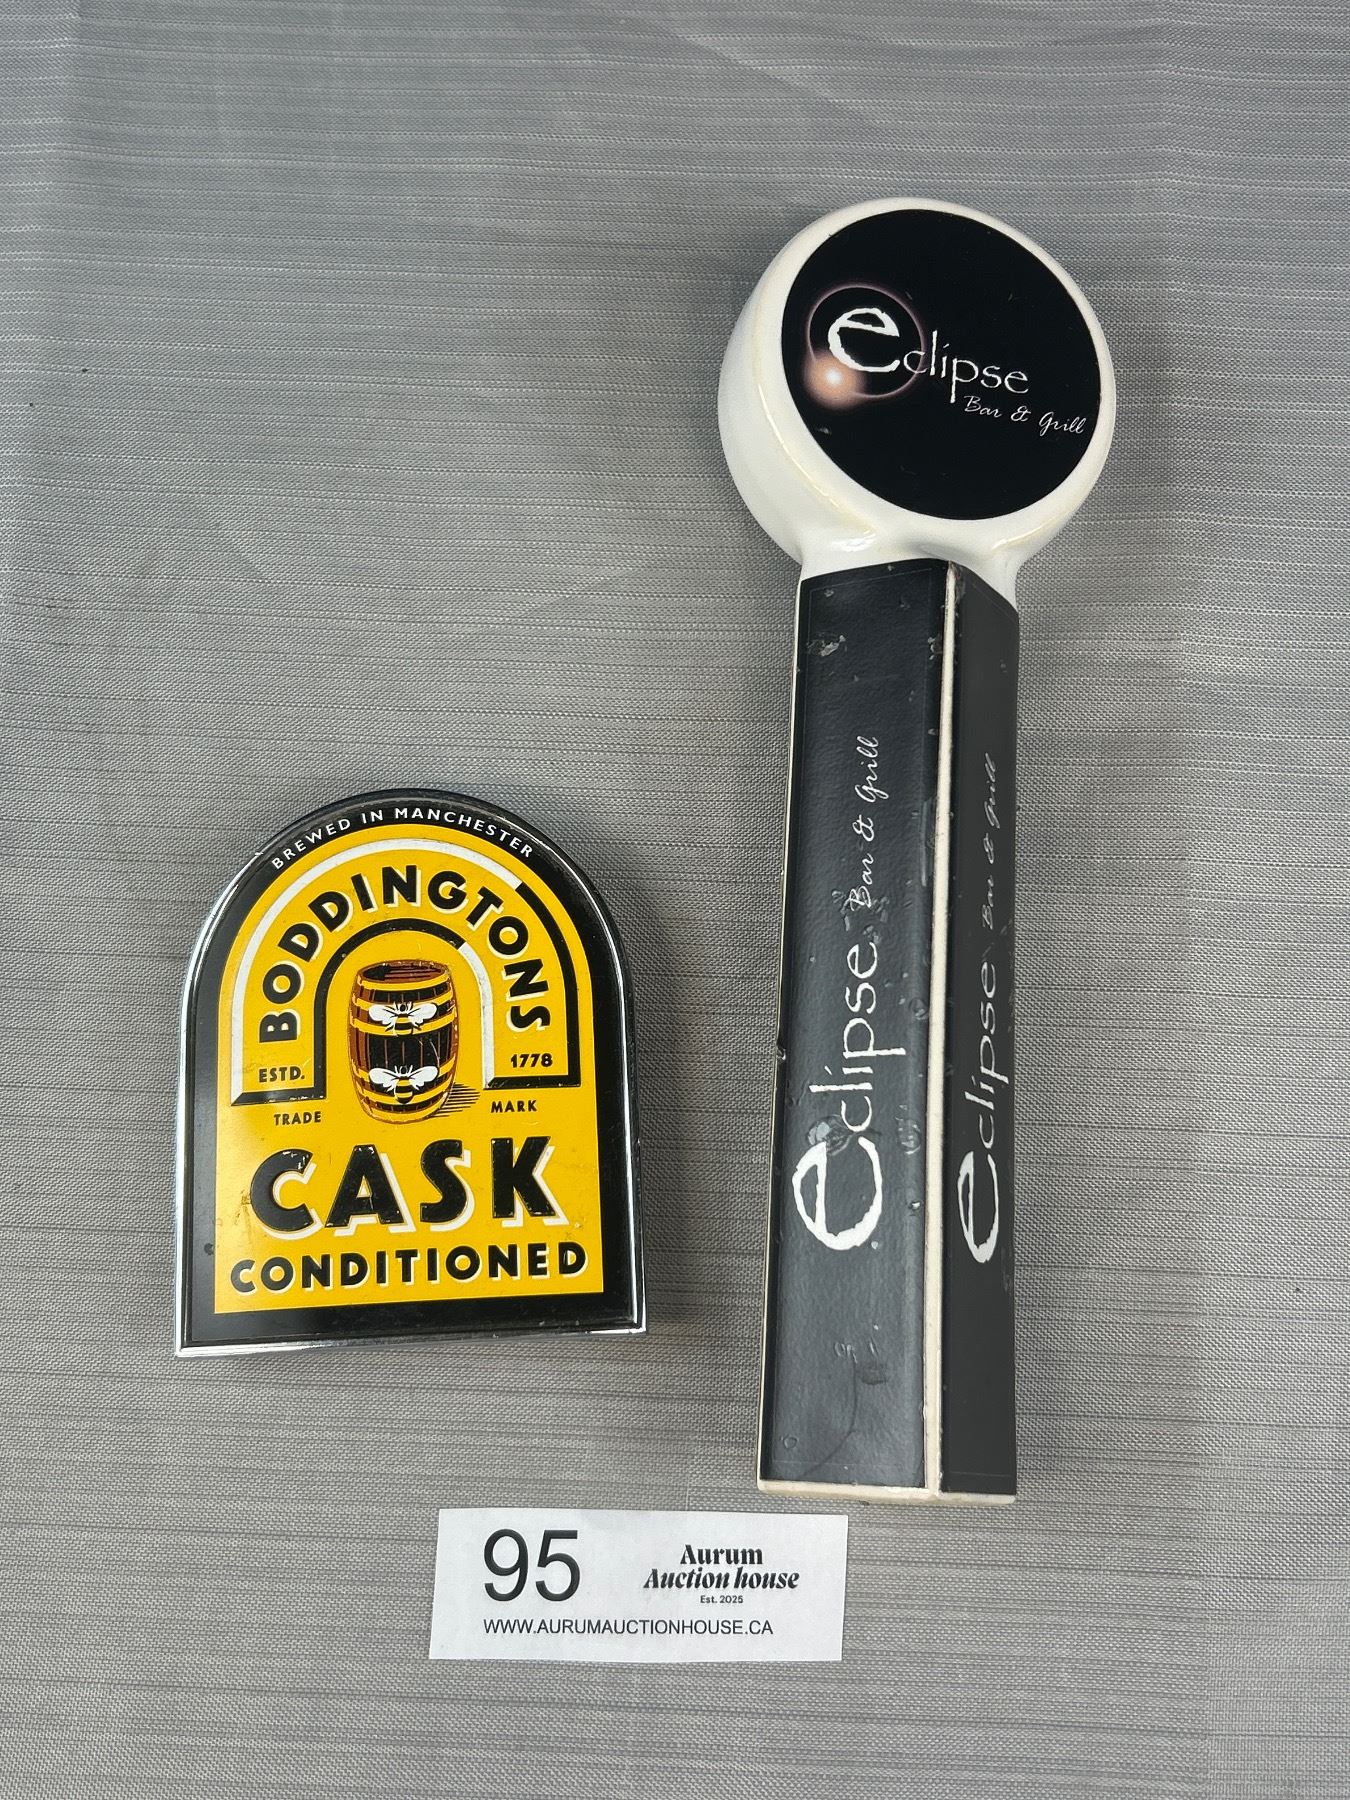 eclipse
Bar & Grill
eclipse Bar & Grill
eclipse Bar & Grill
BREWED IN MANCHESTER
BODDINGTONS
ESTD. 1778
TRADE MARK
CASK
CONDITIONED
95
Aurum
Auction house
Est. 2025
WWW.AURUMAUCTIONHOUSE.CA